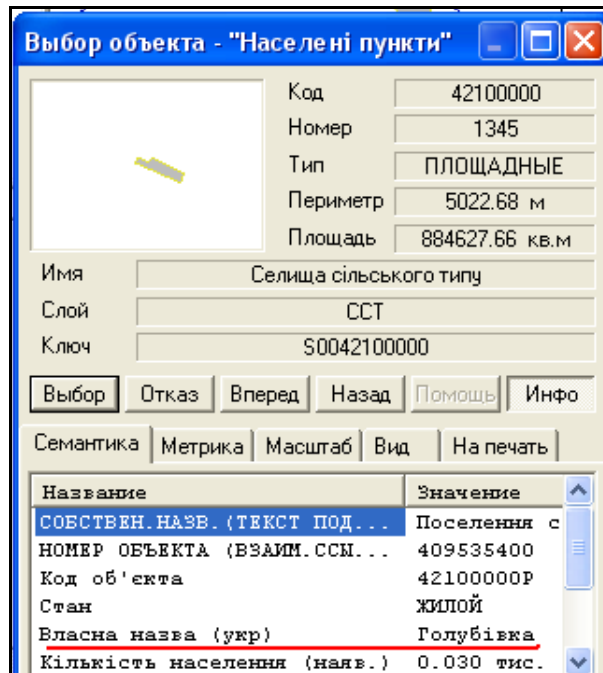 Выбор объекта - "Населені пункти"
Код 42100000
Номер 1345
Тип ПЛОЩАДНЫЕ
Периметр 5022.68 м
Площадь 884627.66 кв.м
Имя Селища сільського типу
Слой ССТ
Ключ S0042100000
Выбор Отказ Вперед Назад Помощь Инфо
Семантика Метрика Масштаб Вид На печать
Название Значение
СОБСТВЕН.НАЗВ.(ТЕКСТ ПОД... Поселення с
НОМЕР ОБЪЕКТА (ВЗАИМ.ССЫ... 409535400
Код об'єкта 42100000P
Стан ЖИЛОЙ
Власна назва (укр) Голубівка
Кількість населення (наяв.) 0.030 тис.